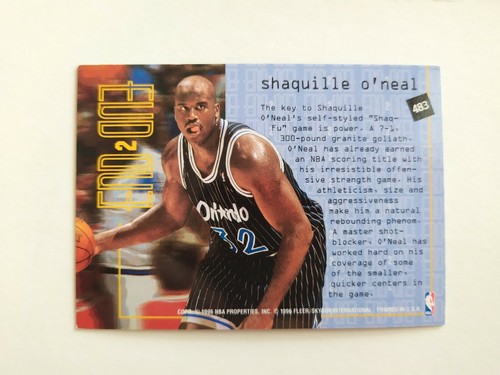 END
2
END
shaquille o'neal
483
The key to Shaquille
O'Neal's self-styled "Shaq-
Fu" game is power. A 7-1,
300-pound granite goliath.
O'Neal has already earned
an NBA scoring title with
his irresistible offen-
sive strength game. His
athleticism, size and
aggressiveness
make him a natural
rebounding phenom.
A master shot-
blocker, O'Neal has
worked hard on his
coverage of some
of the smaller,
quicker centers in
the game.
Orlando
32
COPR. © 1996 NBA PROPERTIES, INC. © 1996 FLEER/SKYBOX INTERNATIONAL PRINTED IN U.S.A.